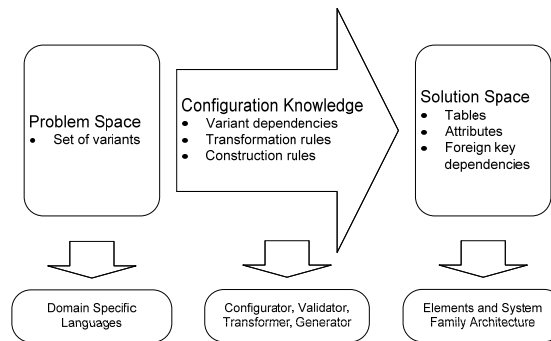 Problem Space
• Set of variants
Configuration Knowledge
• Variant dependencies
• Transformation rules
• Construction rules
Solution Space
• Tables
• Attributes
• Foreign key
dependencies
Domain Specific
Languages
Configurator, Validator,
Transformer, Generator
Elements and System
Family Architecture